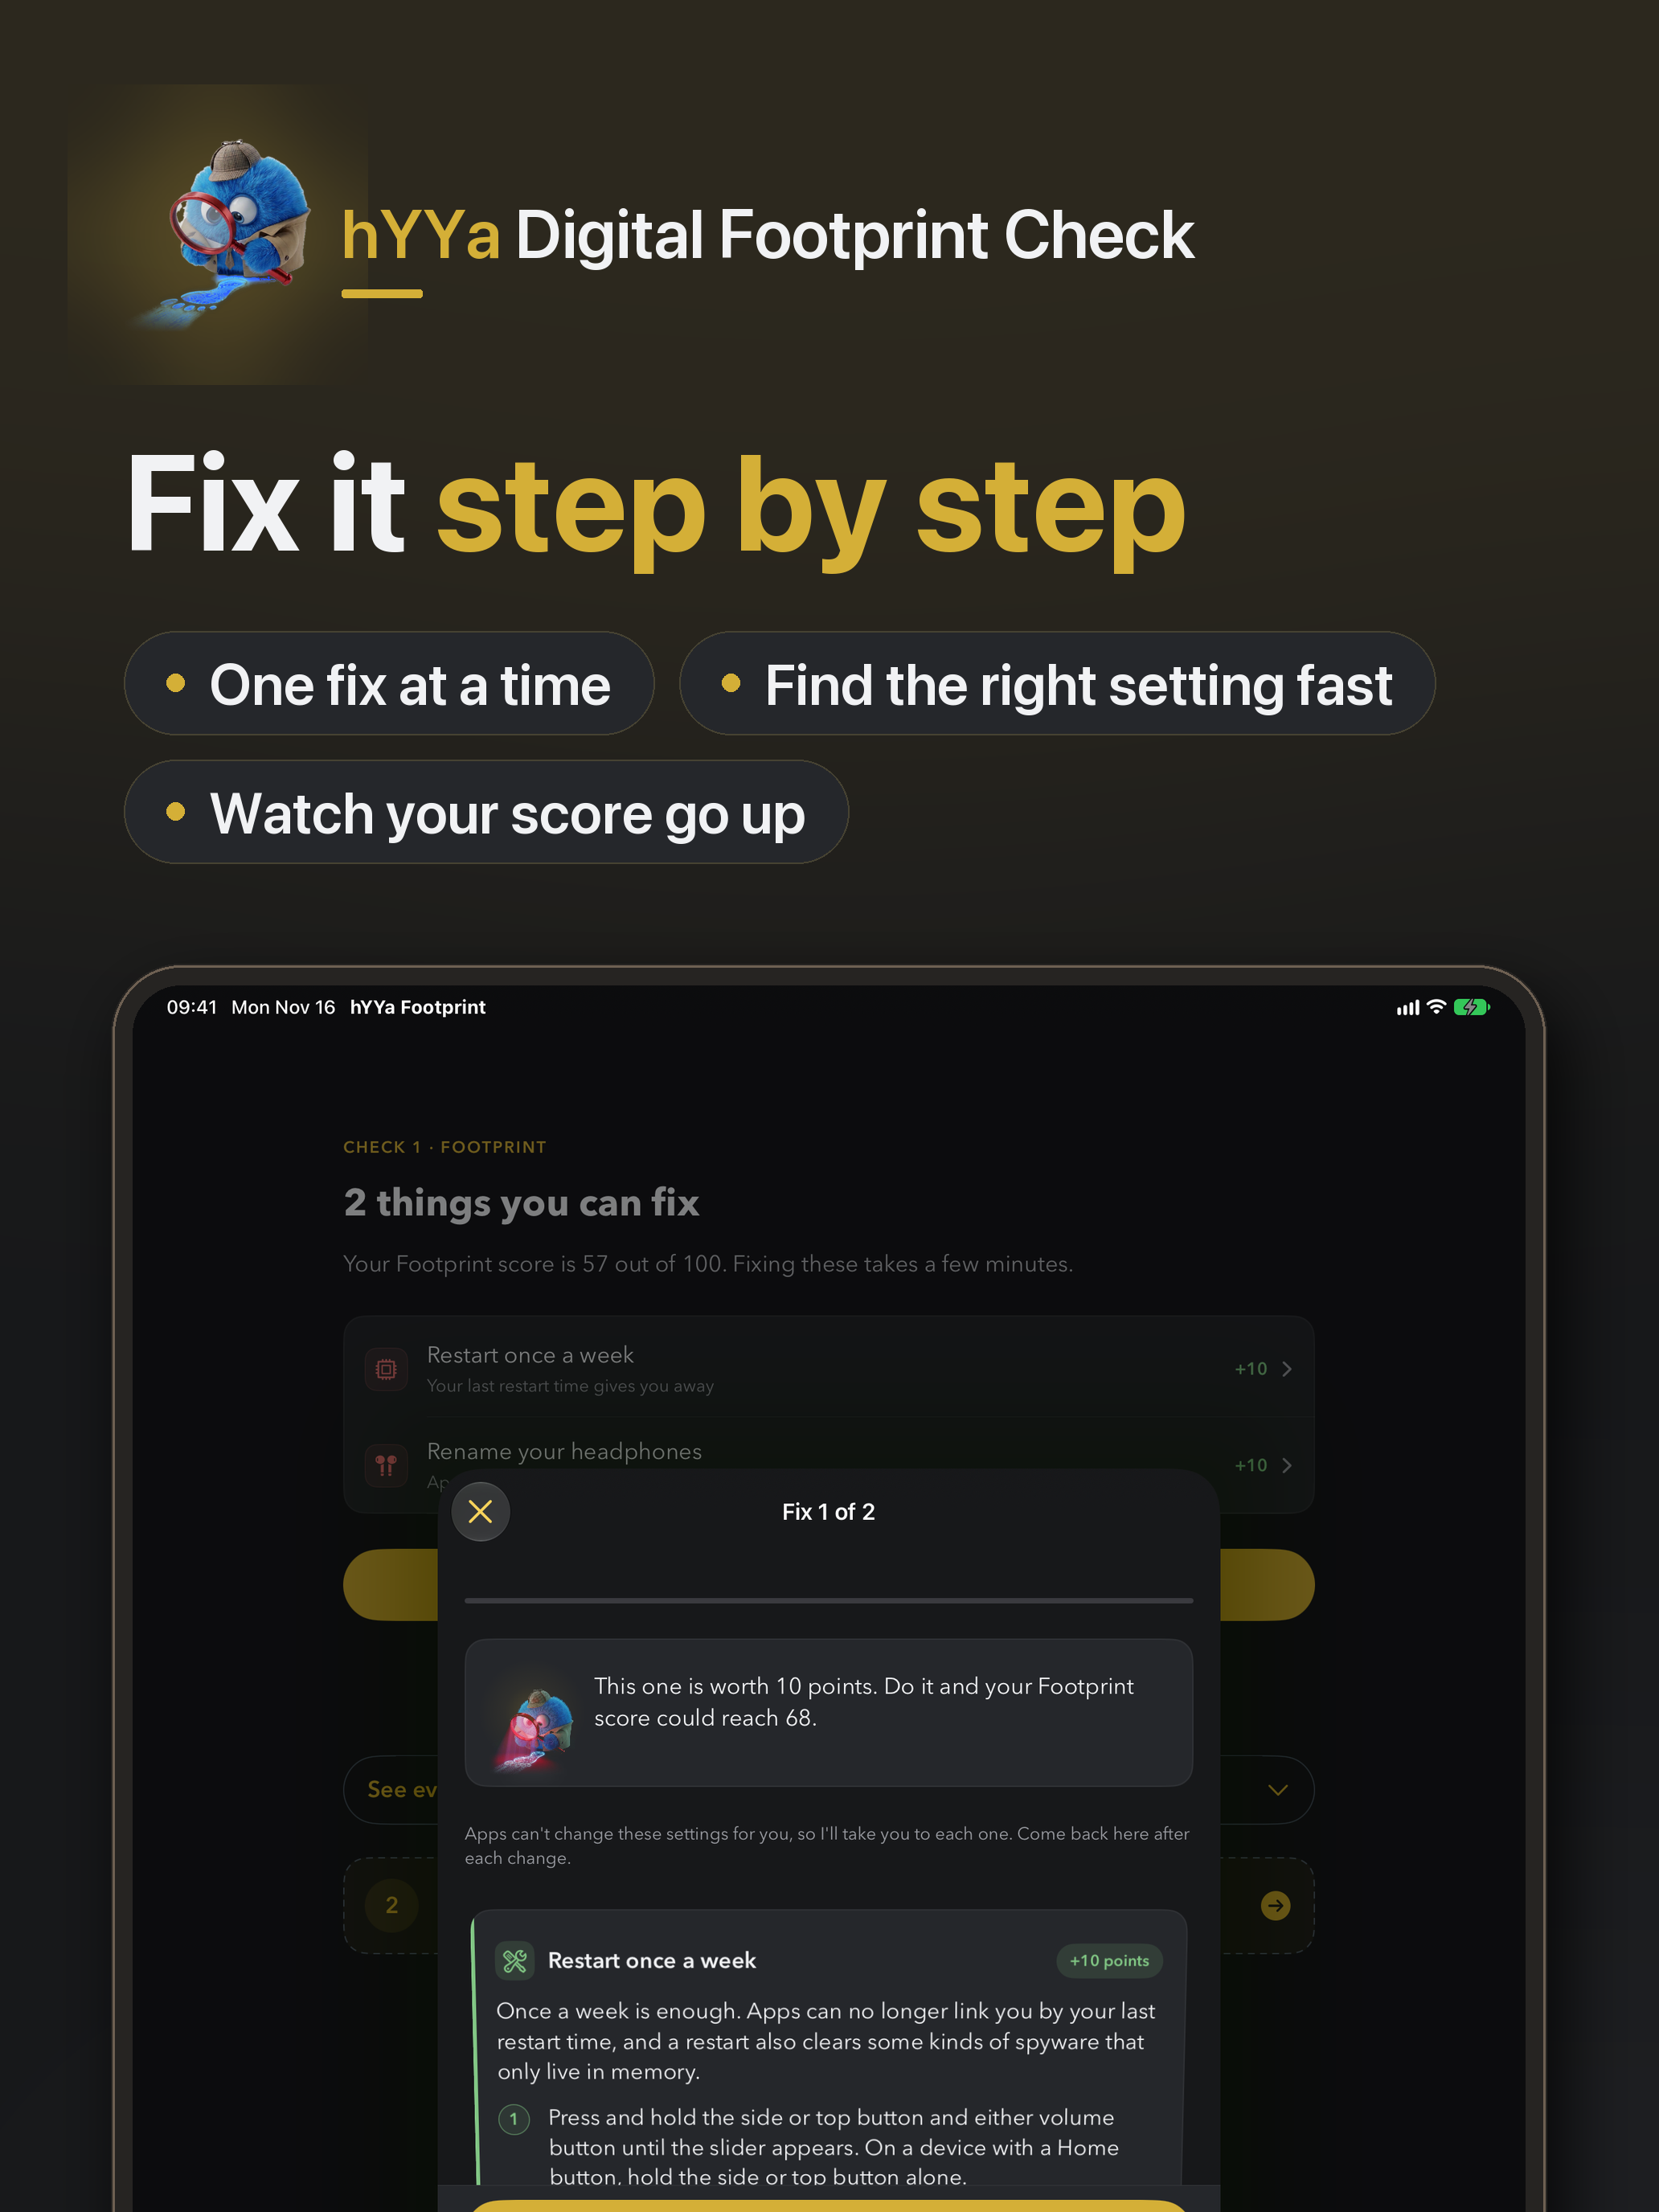 hYYa Digital Footprint Check
Fix it step by step
One fix at a time
Find the right setting fast
Watch your score go up
09:41 Mon Nov 16 hYYa Footprint
CHECK 1 · FOOTPRINT
2 things you can fix
Your Footprint score is 57 out of 100. Fixing these takes a few minutes.
Restart once a week
Your last restart time gives you away
+10
Rename your headphones
+10
Fix 1 of 2
This one is worth 10 points. Do it and your Footprint
score could reach 68.
See
Apps can't change these settings for you, so I'll take you to each one. Come back here after
each change.
2
Restart once a week
+10 points
Once a week is enough. Apps can no longer link you by your last
restart time, and a restart also clears some kinds of spyware that
only live in memory.
1 Press and hold the side or top button and either volume
button until the slider appears. On a device with a Home
button, hold the side or top button alone.